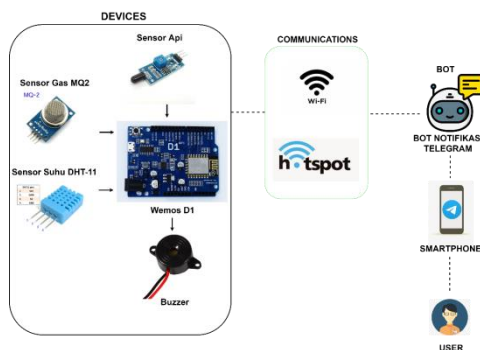 DEVICES
Sensor Api
Sensor Gas MQ2
MQ-2
D1
Sensor Suhu DHT-11
Wemos D1
Buzzer
COMMUNICATIONS
Wi-Fi
hotspot
BOT
BOT NOTIFIKAS
TELEGRAM
SMARTPHONE
USER